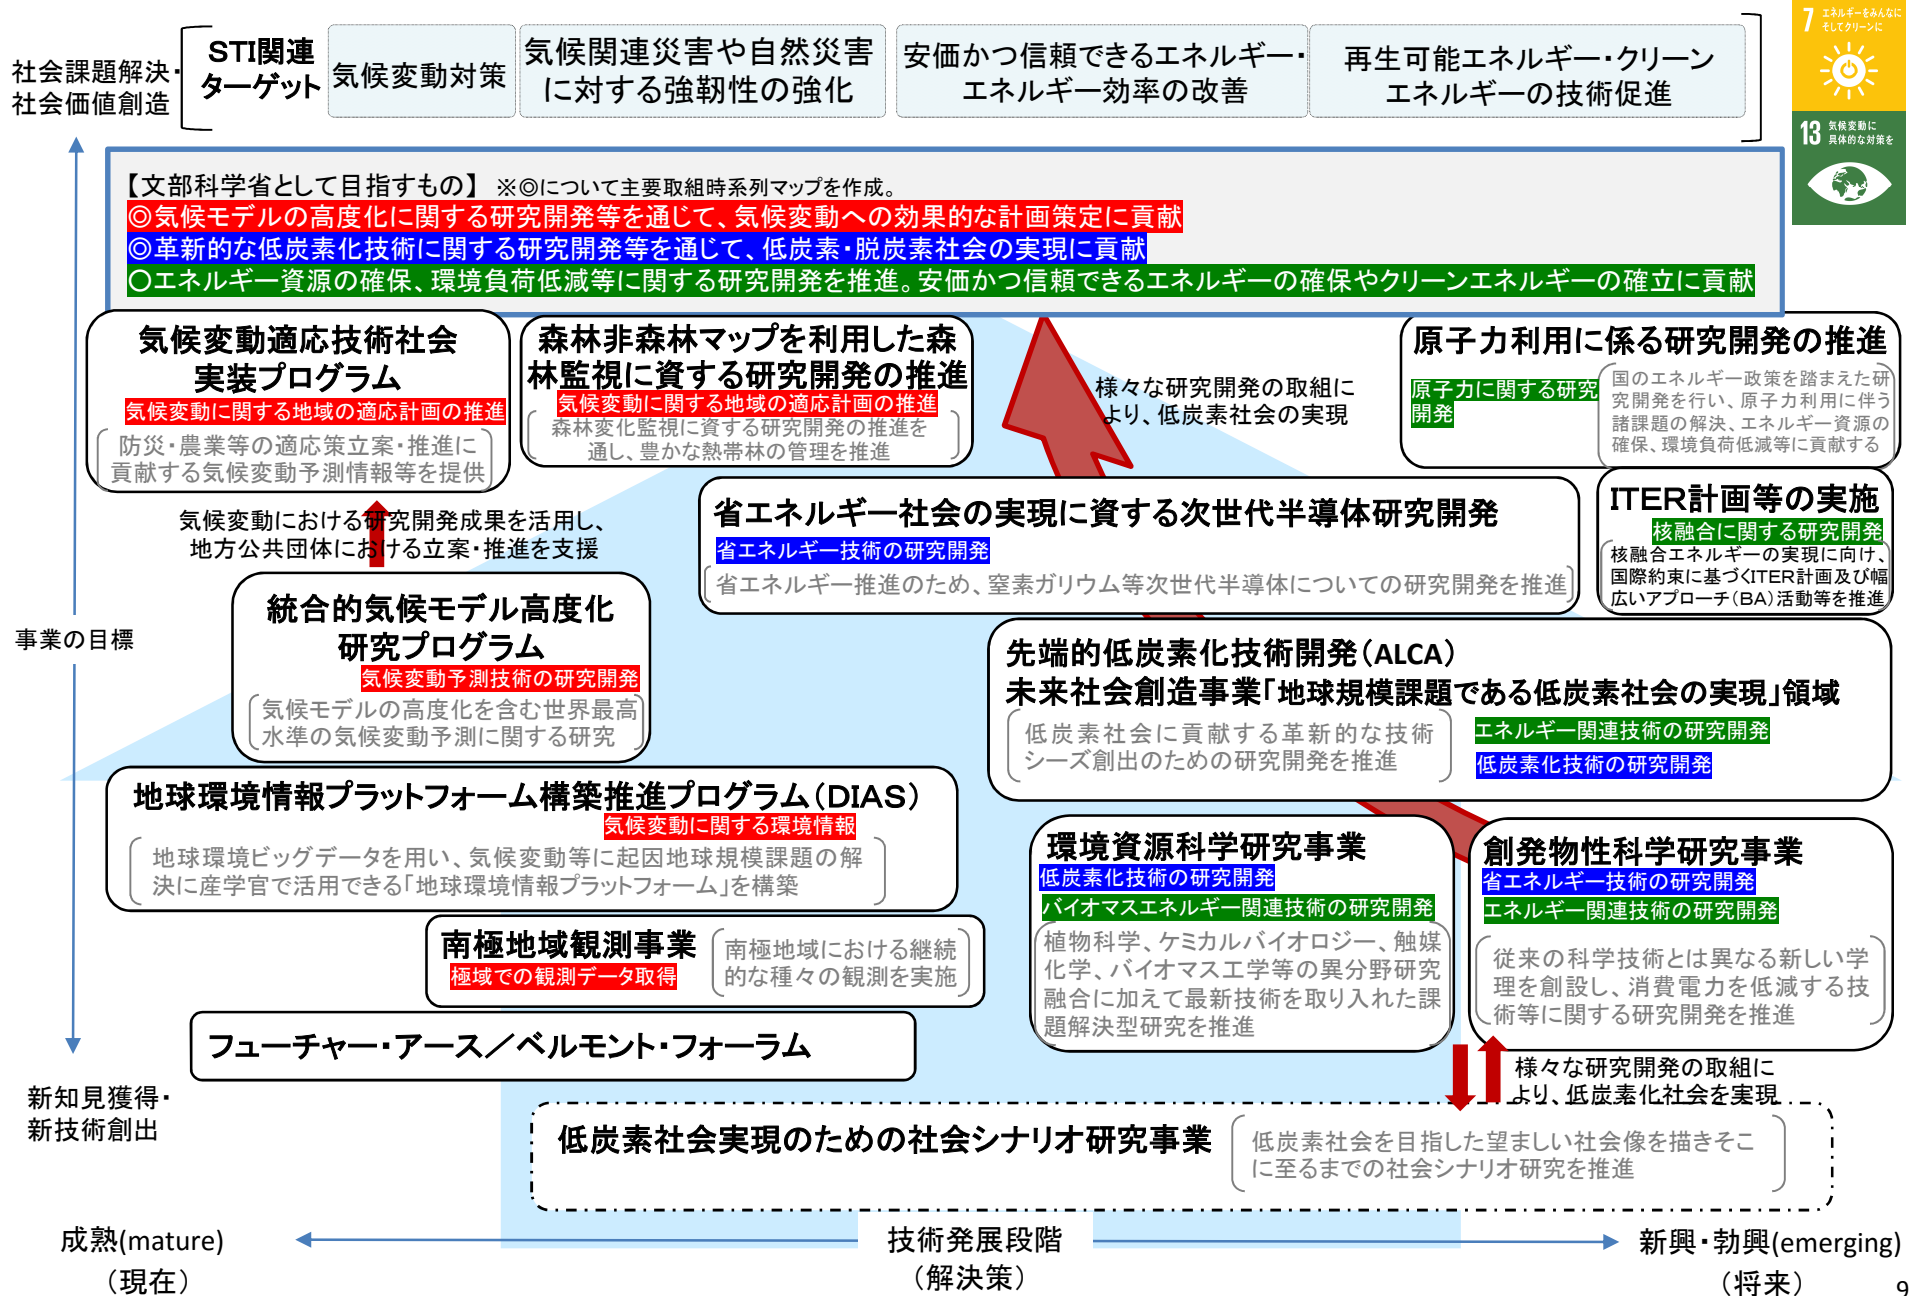 社会課題解決・
社会価値創造
STI関連
ターゲット
気候変動対策
気候関連災害や自然災害
に対する強靭性の強化
安価かつ信頼できるエネルギー・
エネルギー効率の改善
再生可能エネルギー・クリーン
エネルギーの技術促進
7 エネルギーをみんなに
そしてクリーンに
13 気候変動に
具体的な対策を
【文部科学省として目指すもの】 ※◎について主要取組時系列マップを作成。
◎気候モデルの高度化に関する研究開発等を通じて、気候変動への効果的な計画策定に貢献
◎革新的な低炭素化技術に関する研究開発等を通じて、低炭素・脱炭素社会の実現に貢献
○エネルギー資源の確保、環境負荷低減等に関する研究開発を推進。安価かつ信頼できるエネルギーの確保やクリーンエネルギーの確立に貢献
気候変動適応技術社会
実装プログラム
気候変動に関する地域の適応計画の推進
防災・農業等の適応策立案・推進に
貢献する気候変動予測情報等を提供
森林非森林マップを利用した森
林監視に資する研究開発の推進
気候変動に関する地域の適応計画の推進
森林変化監視に資する研究開発の推進を
通し、豊かな熱帯林の管理を推進
様々な研究開発の取組に
より、低炭素社会の実現
原子力利用に係る研究開発の推進
原子力に関する研究
開発
国のエネルギー政策を踏まえた研
究開発を行い、原子力利用に伴う
諸課題の解決、エネルギー資源の
確保、環境負荷低減等に貢献する
気候変動における研究開発成果を活用し、
地方公共団体における立案・推進を支援
省エネルギー社会の実現に資する次世代半導体研究開発
省エネルギー技術の研究開発
省エネルギー推進のため、窒素ガリウム等次世代半導体についての研究開発を推進
ITER計画等の実施
核融合に関する研究開発
核融合エネルギーの実現に向け、
国際約束に基づくITER計画及び幅
広いアプローチ(BA)活動等を推進
事業の目標
統合的気候モデル高度化
研究プログラム
気候変動予測技術の研究開発
気候モデルの高度化を含む世界最高
水準の気候変動予測に関する研究
先端的低炭素化技術開発(ALCA)
未来社会創造事業「地球規模課題である低炭素社会の実現」領域
低炭素社会に貢献する革新的な技術
シーズ創出のための研究開発を推進
エネルギー関連技術の研究開発
低炭素化技術の研究開発
地球環境情報プラットフォーム構築推進プログラム(DIAS)
気候変動に関する環境情報
地球環境ビッグデータを用い、気候変動等に起因地球規模課題の解
決に産学官で活用できる「地球環境情報プラットフォーム」を構築
環境資源科学研究事業
低炭素化技術の研究開発
バイオマスエネルギー関連技術の研究開発
植物科学、ケミカルバイオロジー、触媒
化学、バイオマス工学等の異分野研究
融合に加えて最新技術を取り入れた課
題解決型研究を推進
創発物性科学研究事業
省エネルギー技術の研究開発
エネルギー関連技術の研究開発
従来の科学技術とは異なる新しい学
理を創設し、消費電力を低減する技
術等に関する研究開発を推進
南極地域観測事業
極域での観測データ取得
南極地域における継続
的な種々の観測を実施
フューチャー・アース／ベルモント・フォーラム
新知見獲得・
新技術創出
様々な研究開発の取組に
より、低炭素化社会を実現
低炭素社会実現のための社会シナリオ研究事業
低炭素社会を目指した望ましい社会像を描きそこ
に至るまでの社会シナリオ研究を推進
成熟(mature)
(現在)
技術発展段階
(解決策)
新興・勃興(emerging)
(将来)
9